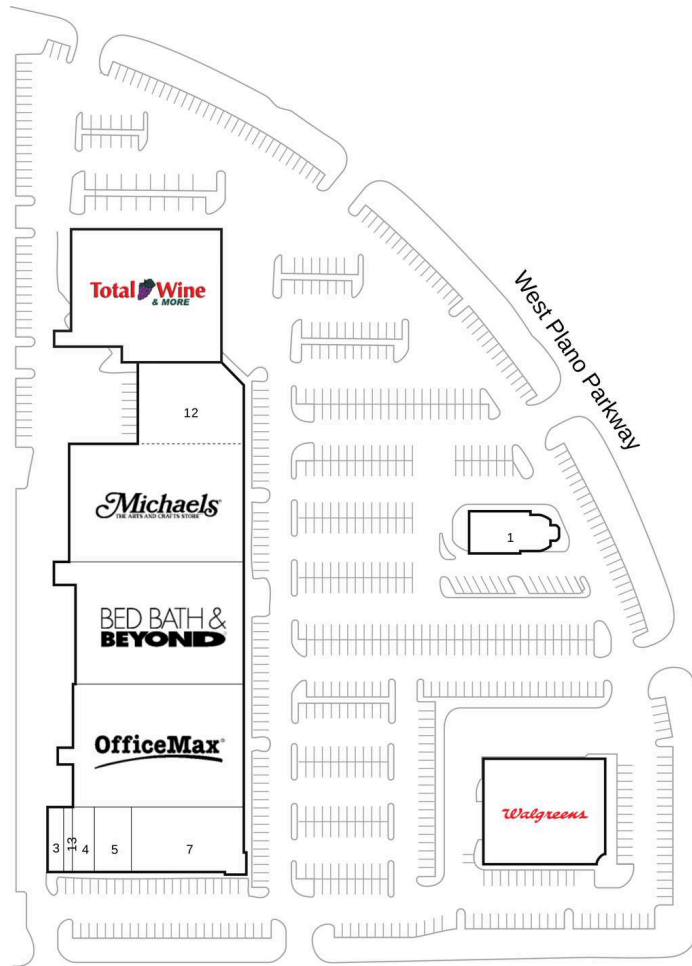 Total Wine
& MORE
West Plano Parkway
12
Michaels
THE ARTS AND CRAFTS STORE
1
BED BATH &
BEYOND
OfficeMax
Walgreens
3
13
4
5
7